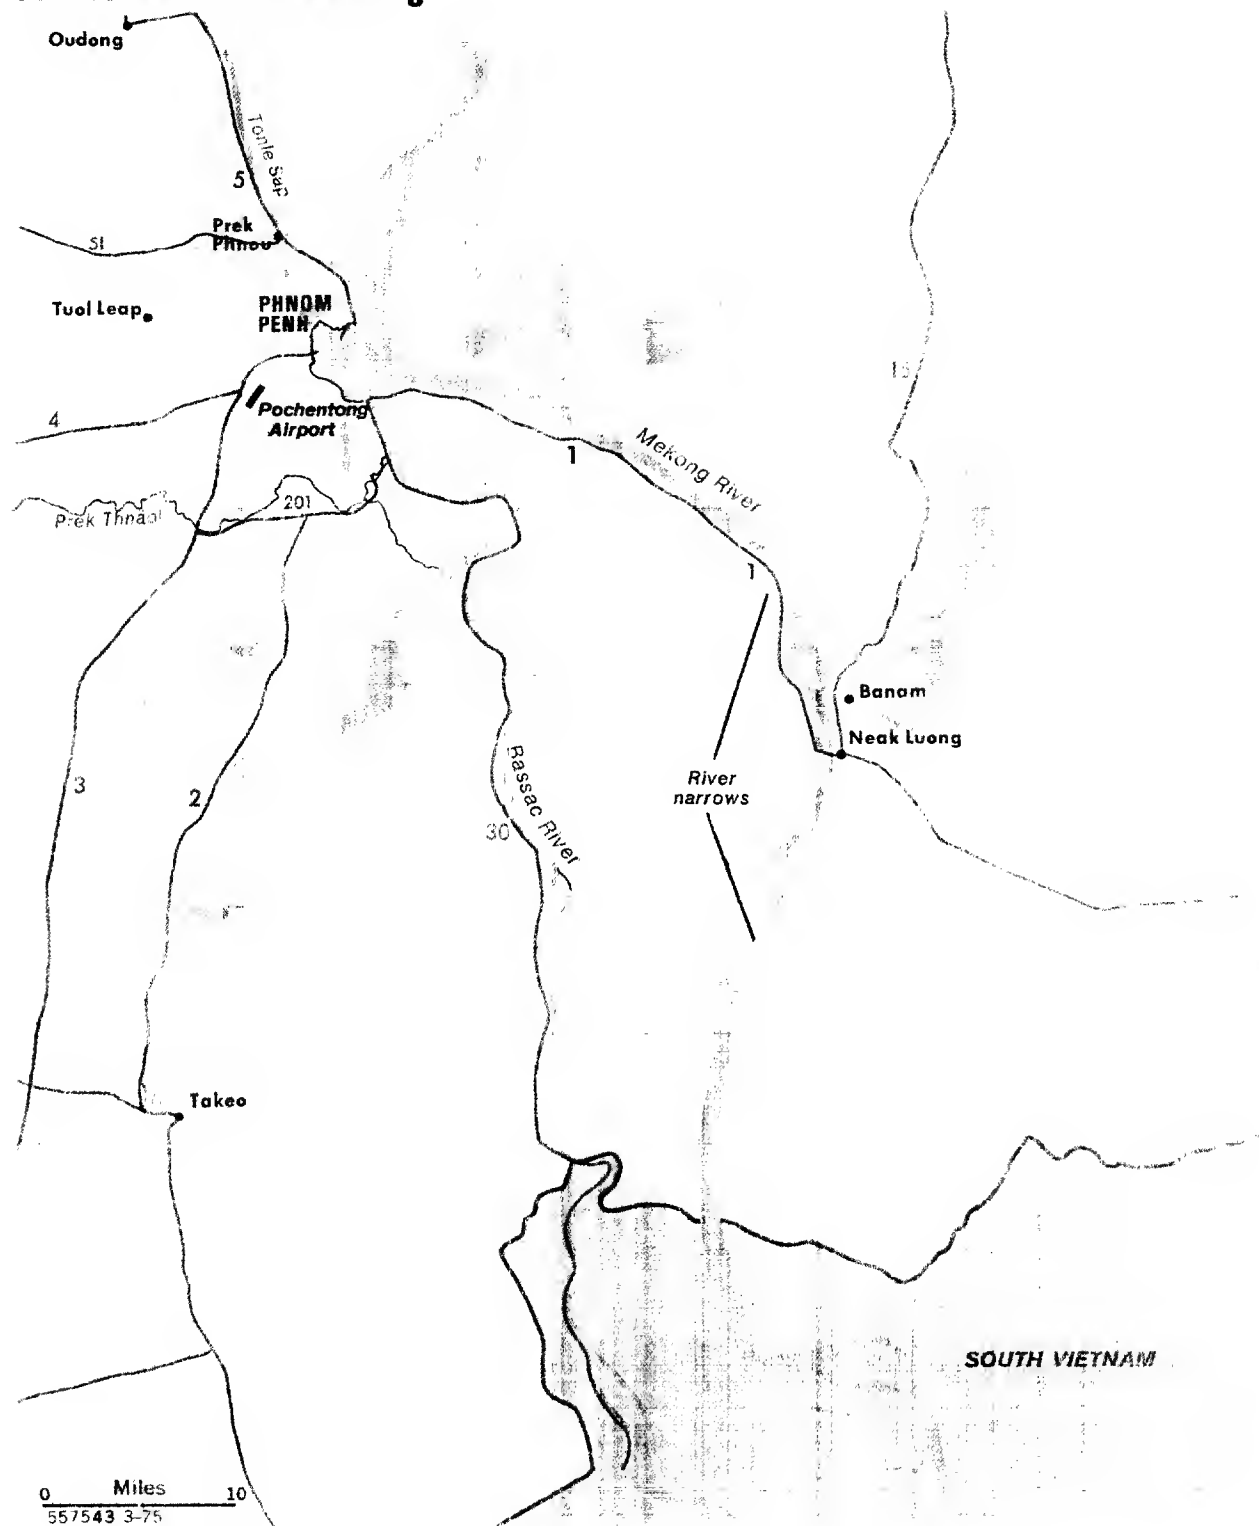 Oudong
Tonle Sap
5
Prek
Phnou
51
Tuol Leap
PHNOM
PENH
15
4
Pochentong
Airport
1
Mekong River
201
Prek Thnaot
1
Banam
Neak Luong
River
narrows
3
2
Bassac River
30
Takeo
SOUTH VIETNAM
0 Miles 10
557543 3-75